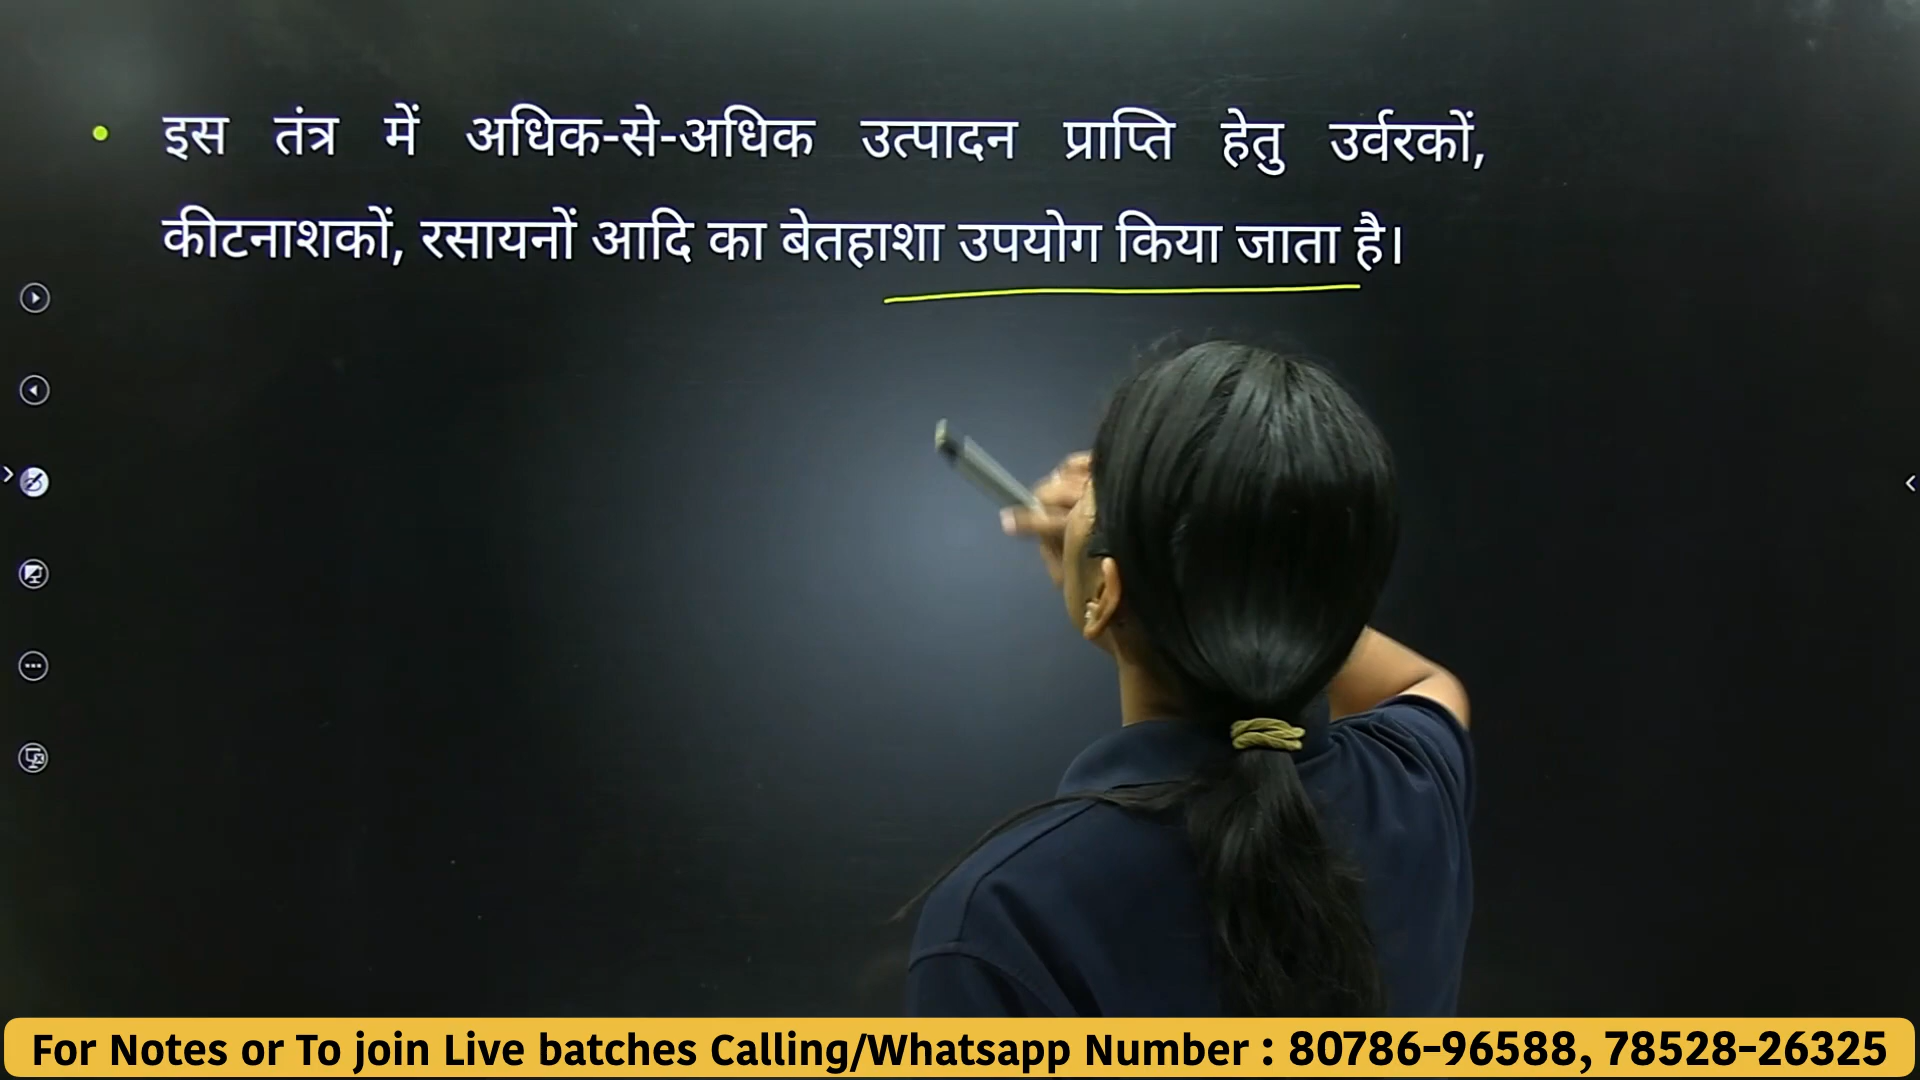 इस तंत्र में अधिक-से-अधिक उत्पादन प्राप्ति हेतु उर्वरकों,
कीटनाशकों, रसायनों आदि का बेतहाशा उपयोग किया जाता है।
For Notes or To join Live batches Calling/Whatsapp Number : 80786-96588, 78528-26325